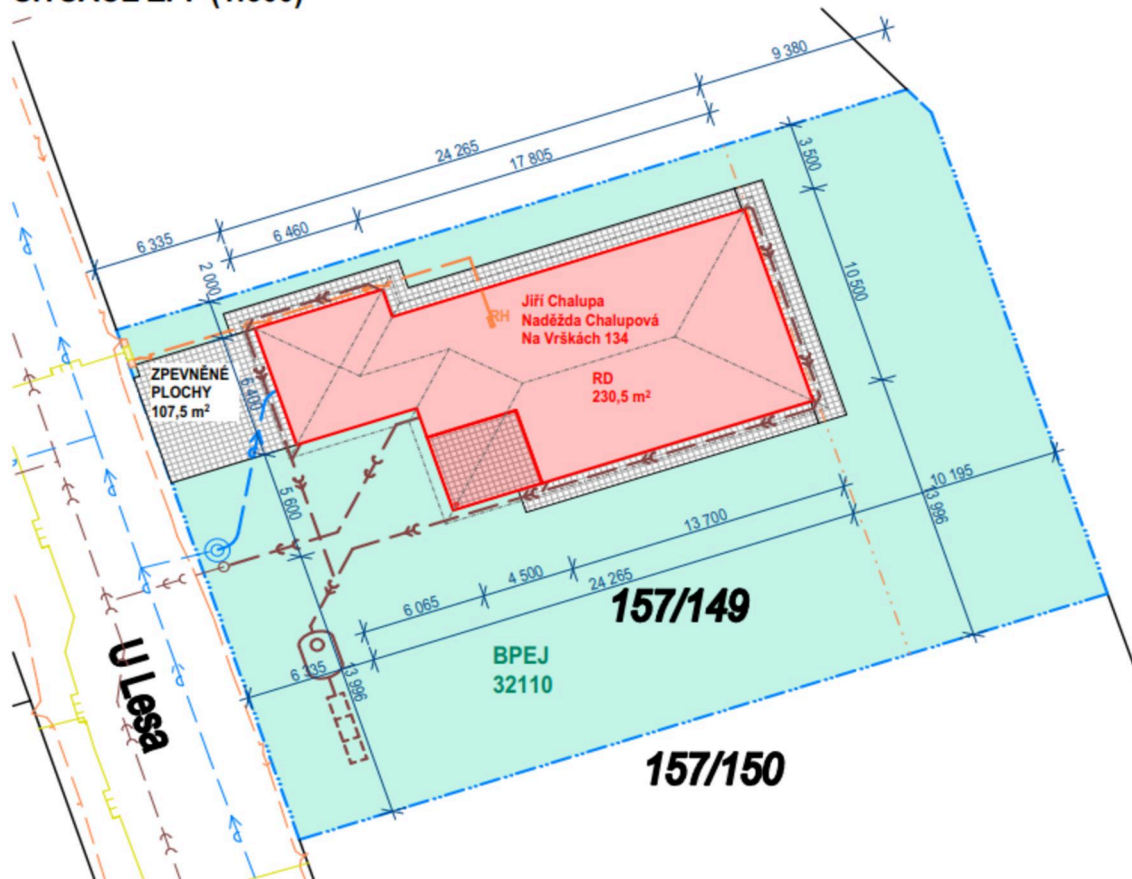 9 380
24 265
17 805
3 500
6 335
6 460
2 000
10 500
Jiří Chalupa
Naděžda Chalupová
Na Vrškách 134
RH
ZPEVNĚNÉ
PLOCHY
107,5 m²
6 400
RD
230,5 m²
10 195
13 996
5 600
13 700
4 500
24 265
6 065
157/149
BPEJ
32110
6 335
13 996
U Lesa
157/150